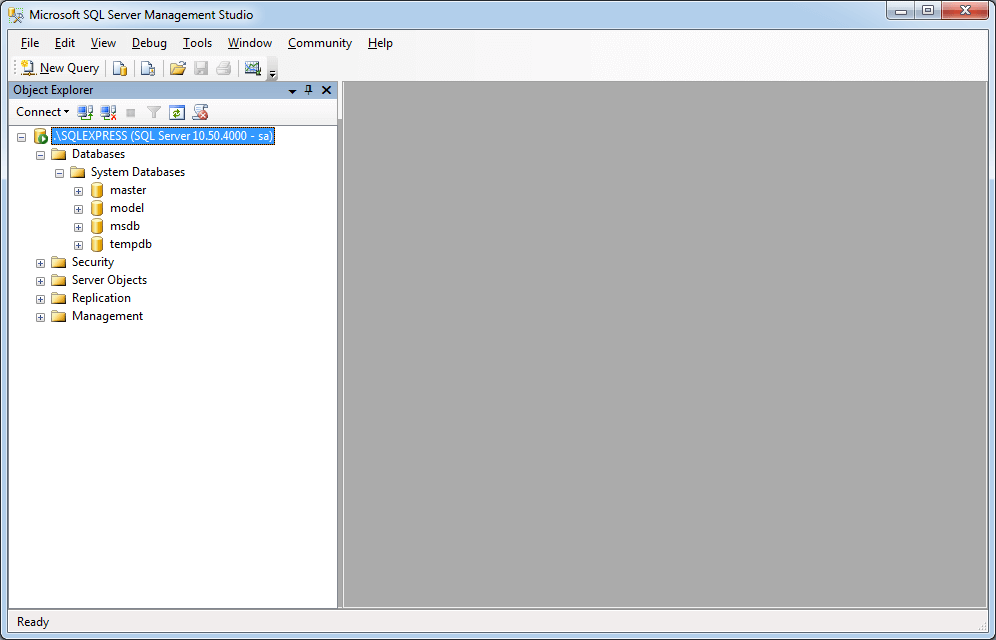 Microsoft SQL Server Management Studio
File Edit View Debug Tools Window Community Help
New Query
Object Explorer
Connect
.\SQLEXPRESS (SQL Server 10.50.4000 - sa)
Databases
System Databases
master
model
msdb
tempdb
Security
Server Objects
Replication
Management
Ready